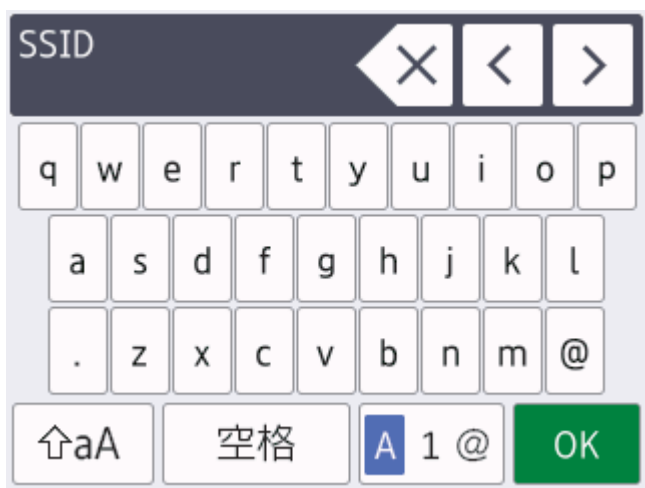 SSID
q w e r t y u i o p
a s d f g h j k l
. z x c v b n m @
aA 空格 A 1 @ OK